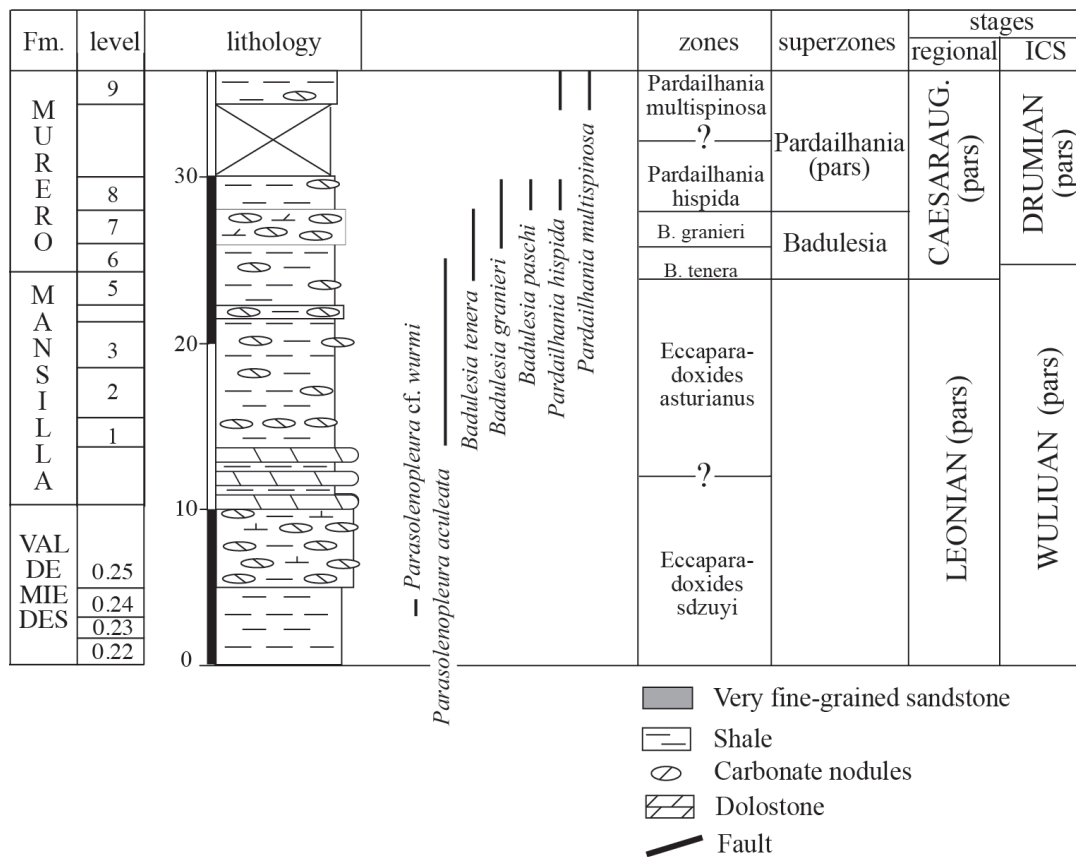 Fm.
level
lithology
zones
superzones
stages
regional
ICS
MURERO
MANSILLA
VAL
DE
MIE
DES
9
8
7
6
5
3
2
1
0.25
0.24
0.23
0.22
30
20
10
0
Parasolenopleura cf. wurmi
Parasolenopleura aculeata
Badulesia tenera
Badulesia granieri
Badulesia paschi
Pardailhania hispida
Pardailhania multispinosa
Pardailhania
multispinosa
?
Pardailhania
hispida
B. granieri
B. tenera
Eccapara-
doxides
asturianus
?
Eccapara-
doxides
sdzuyi
Pardailhania
(pars)
Badulesia
CAESARAUG.
(pars)
LEONIAN (pars)
DRUMIAN
(pars)
WULIUAN (pars)
Very fine-grained sandstone
Shale
Carbonate nodules
Dolostone
Fault